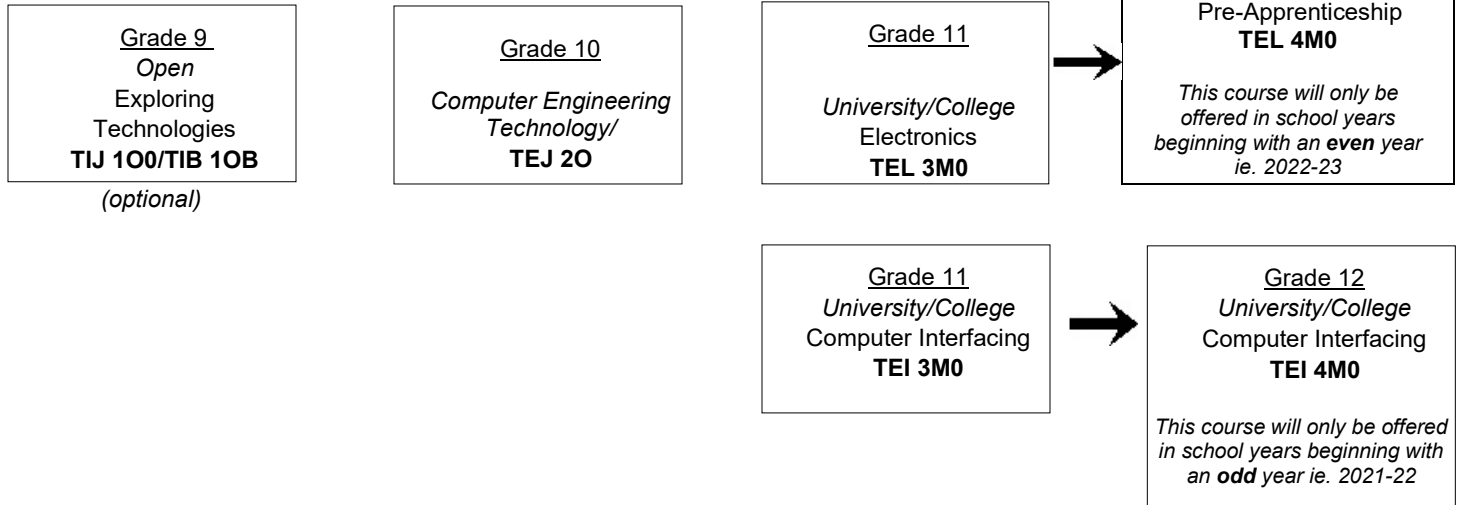 Grade 9
Open
Exploring
Technologies
TIJ 1O0/TIB 1OB
(optional)
Grade 10
Computer Engineering
Technology/
TEJ 2O
Grade 11
University/College
Electronics
TEL 3M0
Pre-Apprenticeship
TEL 4M0
This course will only be
offered in school years
beginning with an even year
ie. 2022-23
Grade 11
University/College
Computer Interfacing
TEI 3M0
Grade 12
University/College
Computer Interfacing
TEI 4M0
This course will only be offered
in school years beginning with
an odd year ie. 2021-22